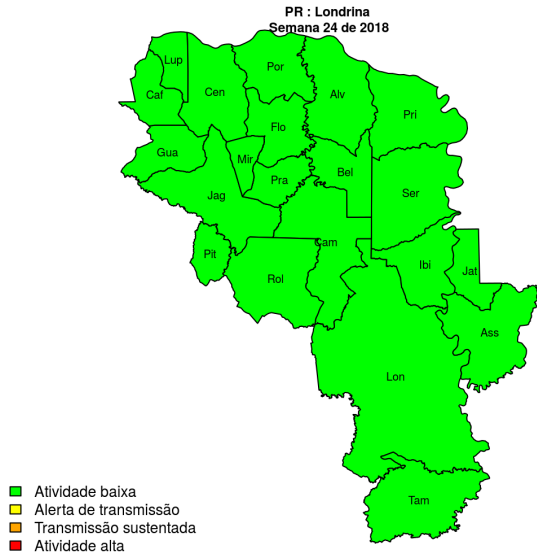 PR : Londrina
Semana 24 de 2018
Lup
Por
Caf
Cen
Alv
Pri
Flo
Gua
Mir
Bel
Pra
Jag
Ser
Cam
Pit
Ibi
Jat
Rol
Ass
Lon
Tam
Atividade baixa
Alerta de transmissão
Transmissão sustentada
Atividade alta